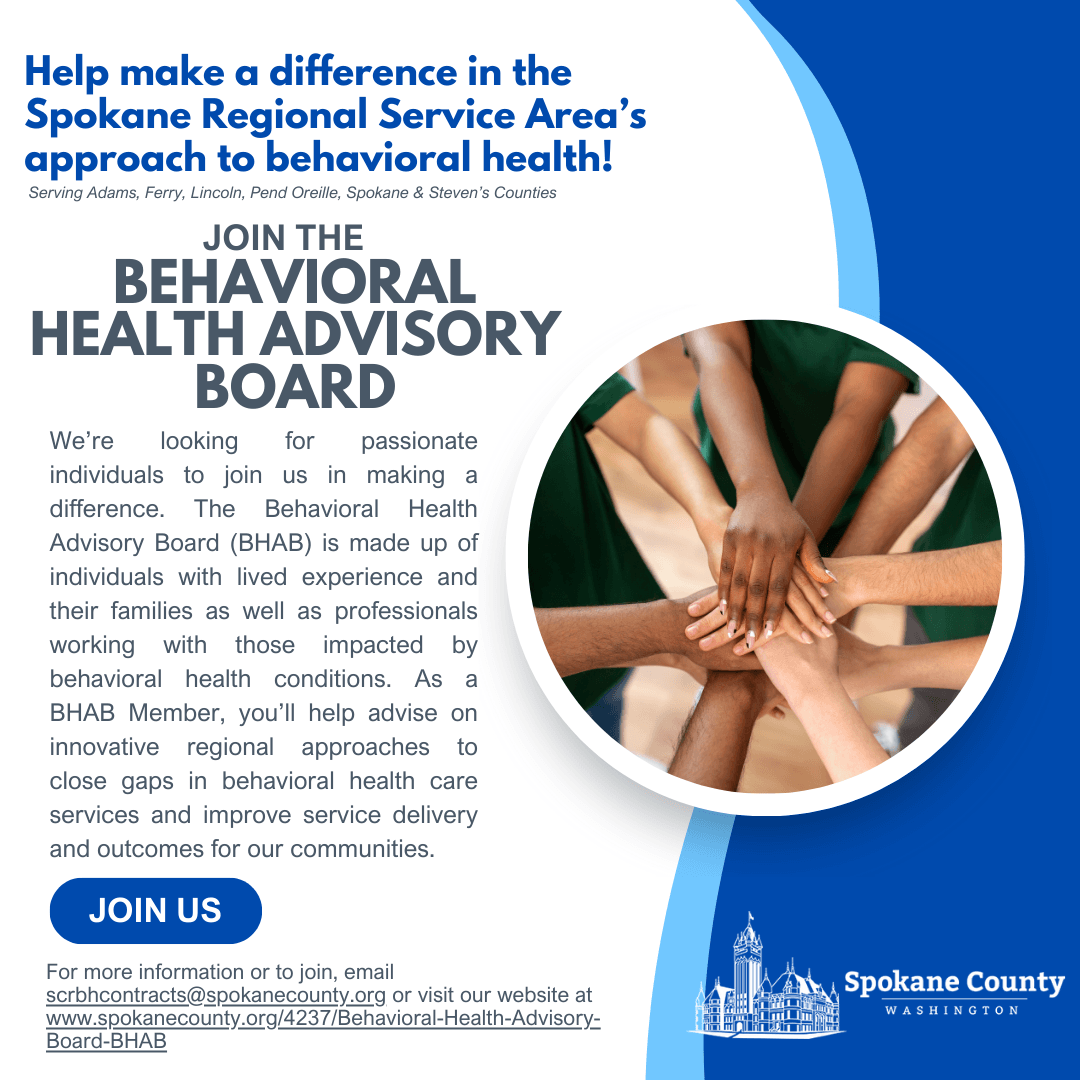 Help make a difference in the
Spokane Regional Service Area's
approach to behavioral health!
Serving Adams, Ferry, Lincoln, Pend Oreille, Spokane & Steven's Counties
JOIN THE
BEHAVIORAL
HEALTH ADVISORY
BOARD
We're looking for passionate
individuals to join us in making a
difference. The Behavioral Health
Advisory Board (BHAB) is made up of
individuals with lived experience and
their families as well as professionals
working with those impacted by
behavioral health conditions. As a
BHAB Member, you'll help advise on
innovative regional approaches to
close gaps in behavioral health care
services and improve service delivery
and outcomes for our communities.
JOIN US
For more information or to join, email
scrbhcontracts@spokanecounty.org or visit our website at
www.spokanecounty.org/4237/Behavioral-Health-Advisory-
Board-BHAB
Spokane County
WASHINGTON